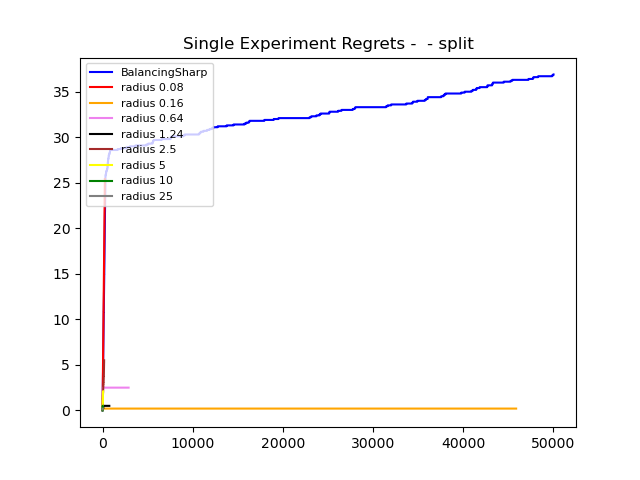 Single Experiment Regrets -  - split
35
30
25
20
15
10
5
0
BalancingSharp
radius 0.08
radius 0.16
radius 0.64
radius 1.24
radius 2.5
radius 5
radius 10
radius 25
0 10000 20000 30000 40000 50000